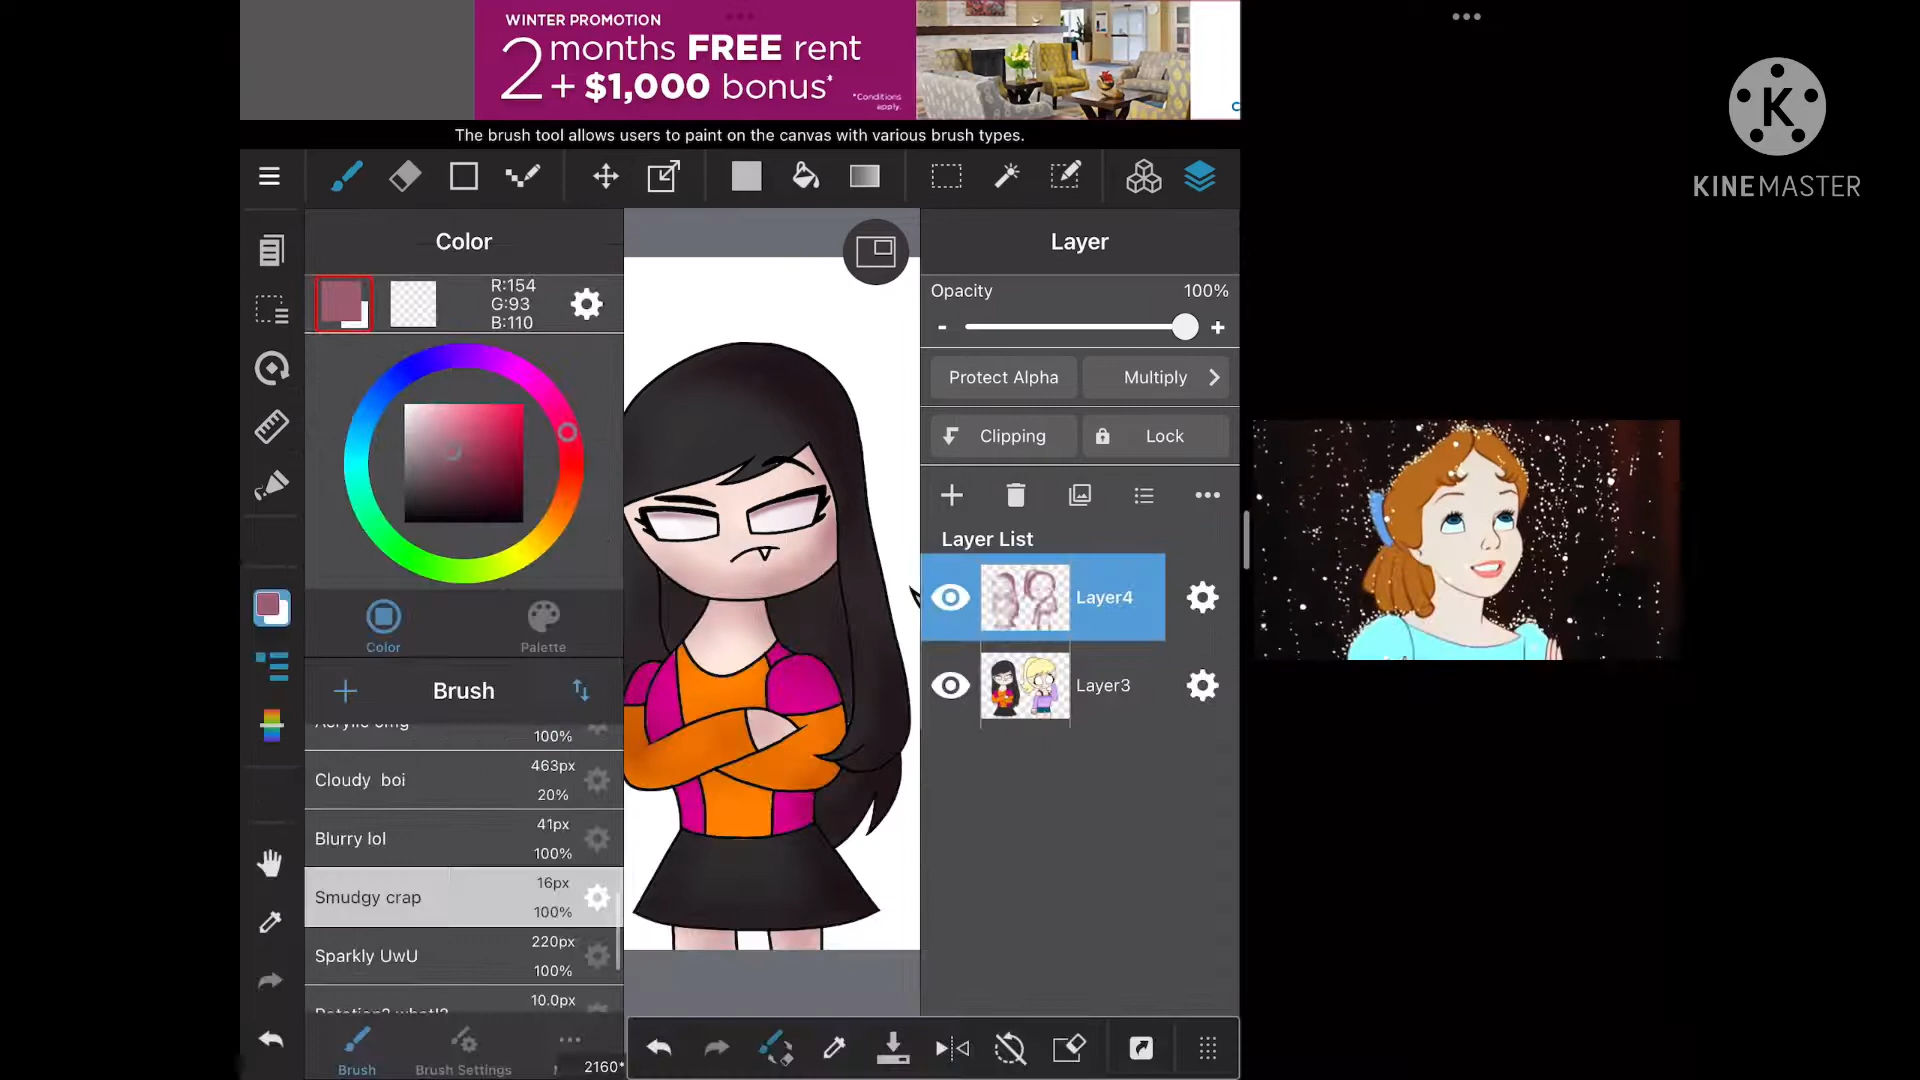 WINTER PROMOTION
2 months FREE rent
+ $1,000 bonus*
*Conditions
apply.
The brush tool allows users to paint on the canvas with various brush types.
K
KINEMASTER
Color
R:154
G:93
B:110
Color
Palette
Brush
100%
Cloudy boi
463px
20%
Blurry lol
41px
100%
Smudgy crap
16px
100%
Sparkly UwU
220px
100%
10.0px
Brush
Brush Settings
2160*
Layer
Opacity
100%
- +
Protect Alpha
Multiply
Clipping
Lock
Layer List
Layer4
Layer3